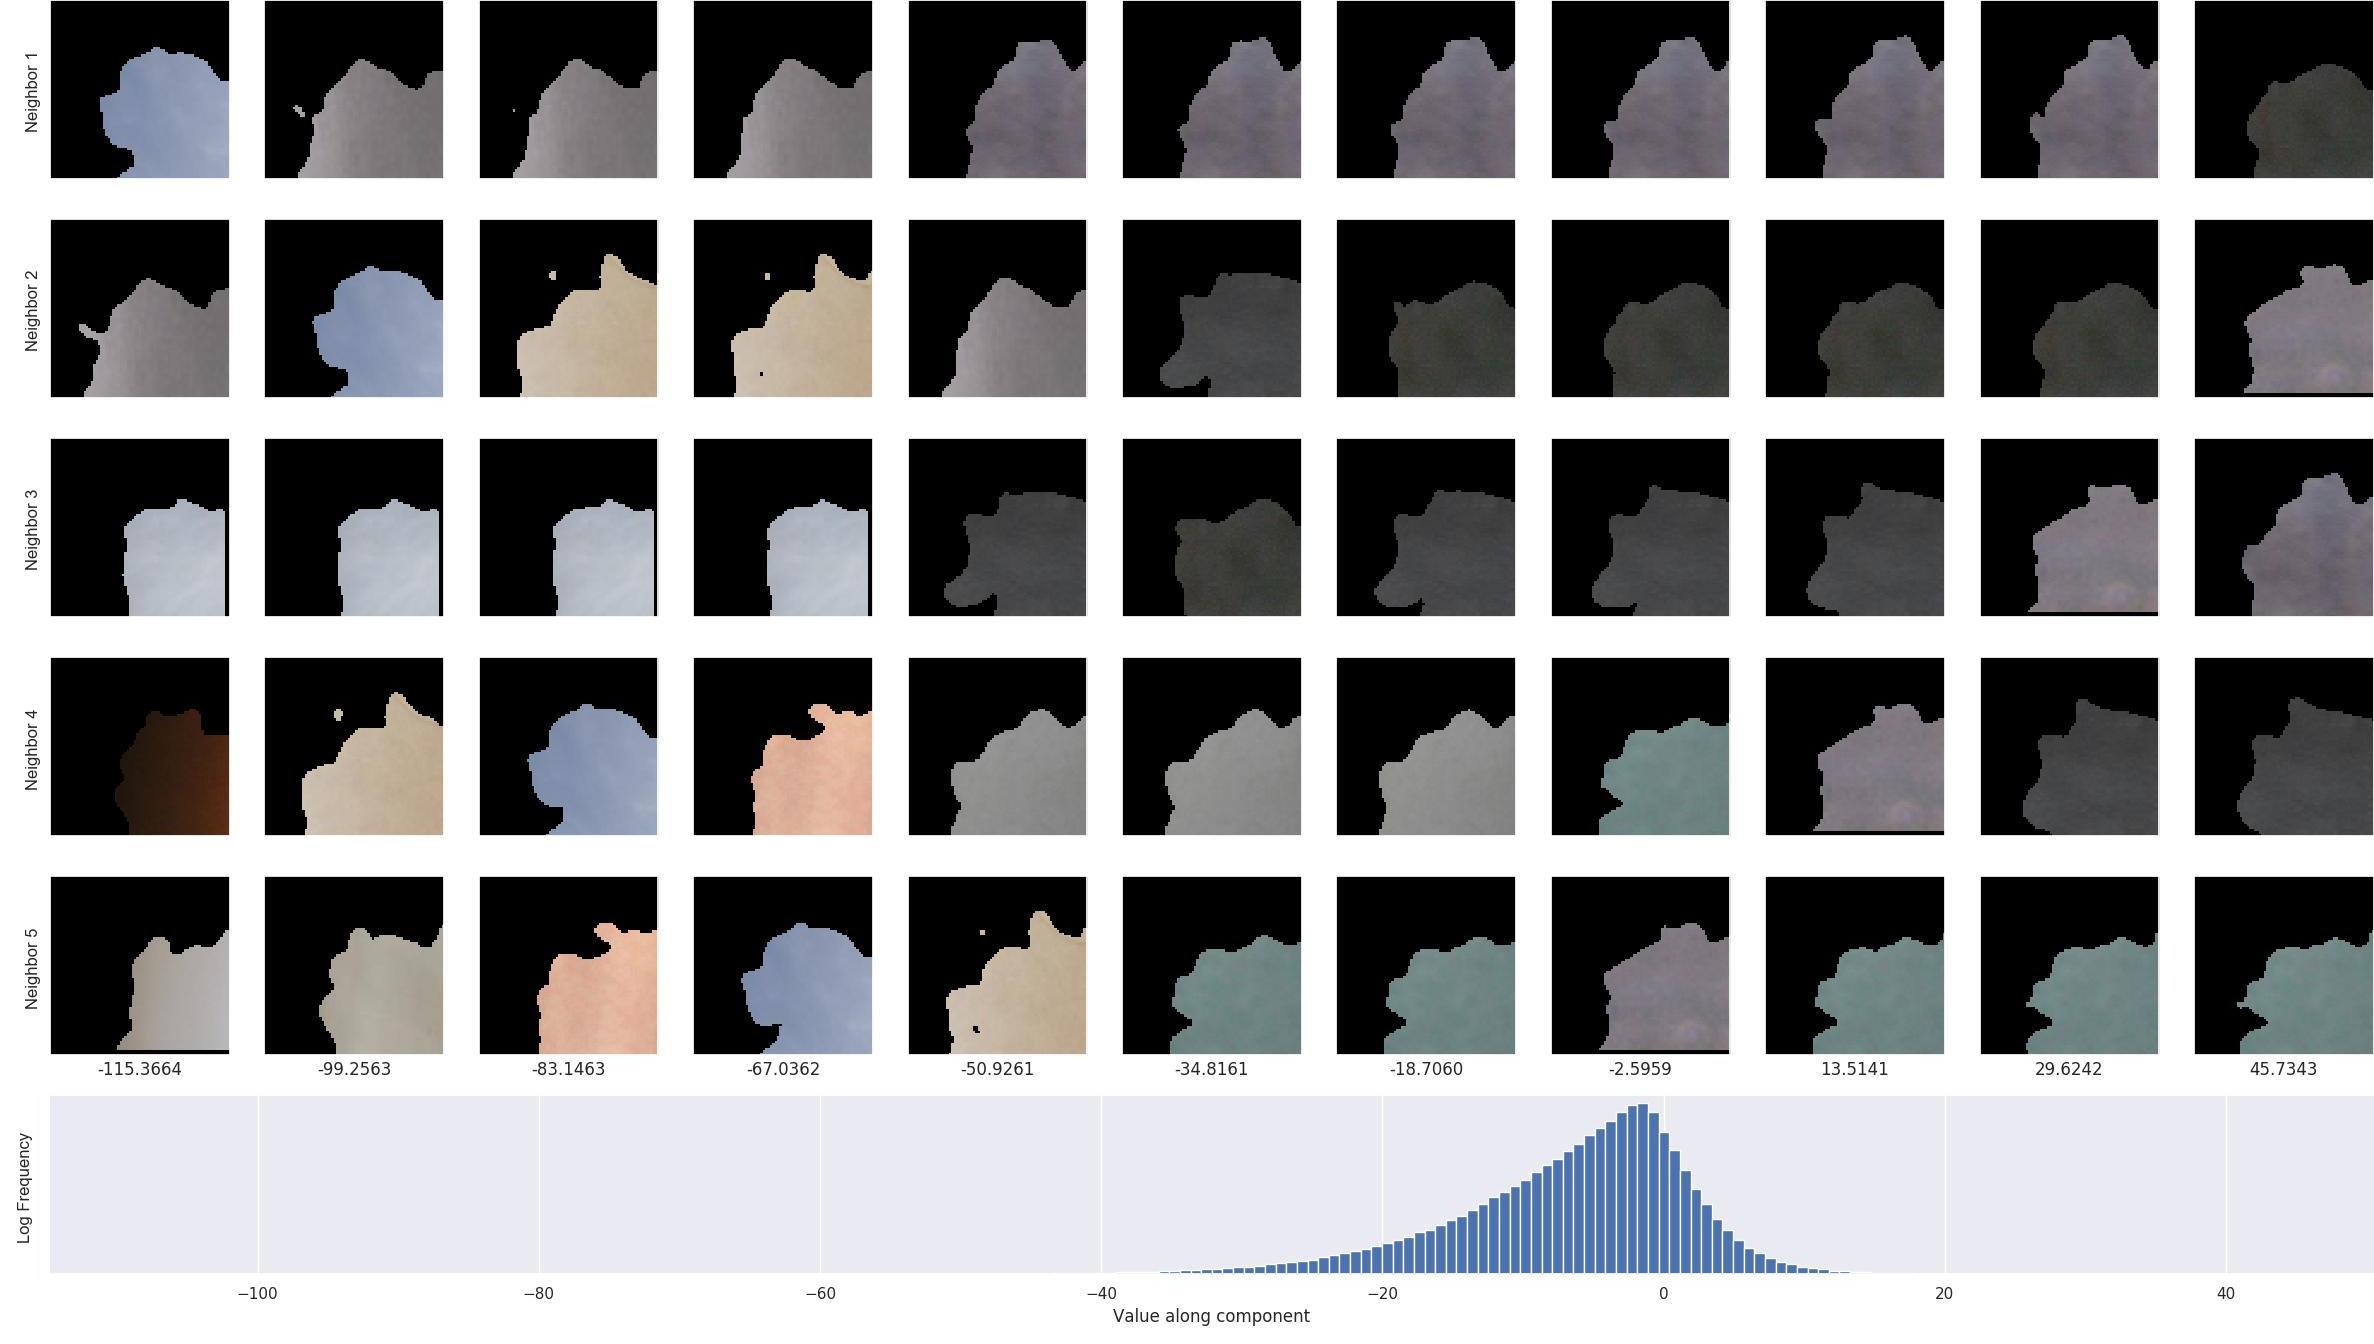 Neighbor 1
Neighbor 2
Neighbor 3
Neighbor 4
Neighbor 5
-115.3664 -99.2563 -83.1463 -67.0362 -50.9261 -34.8161 -18.7060 -2.5959 13.5141 29.6242 45.7343
Log Frequency
−100 −80 −60 −40 −20 0 20 40
Value along component